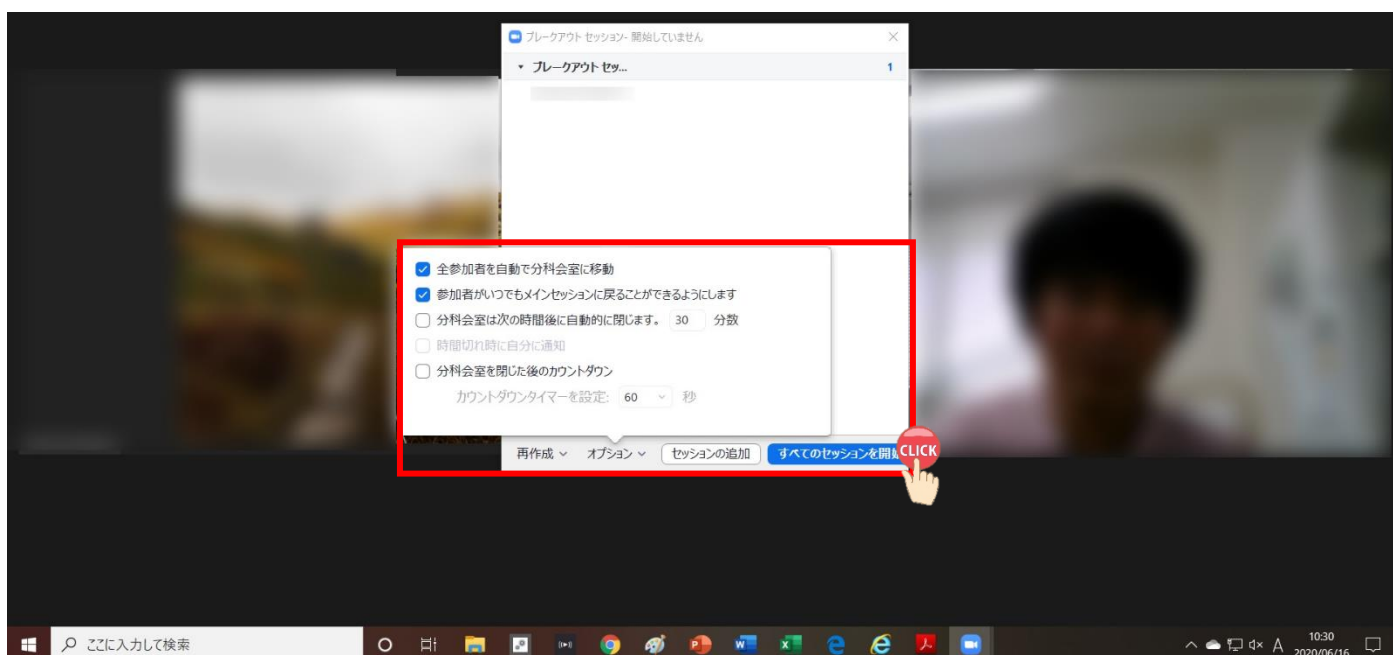 ブレークアウト セッション- 開始していません
ブレークアウト セッ...
1
全参加者を自動で分科会室に移動
参加者がいつでもメインセッションに戻ることができるようにします
分科会室は次の時間後に自動的に閉じます。 30 分数
時間切れ時に自分に通知
分科会室を閉じた後のカウントダウン
カウントダウンタイマーを設定: 60 秒
再作成 オプション セッションの追加 すべてのセッションを開始
CLICK
ここに入力して検索
A
10:30
2020/06/16